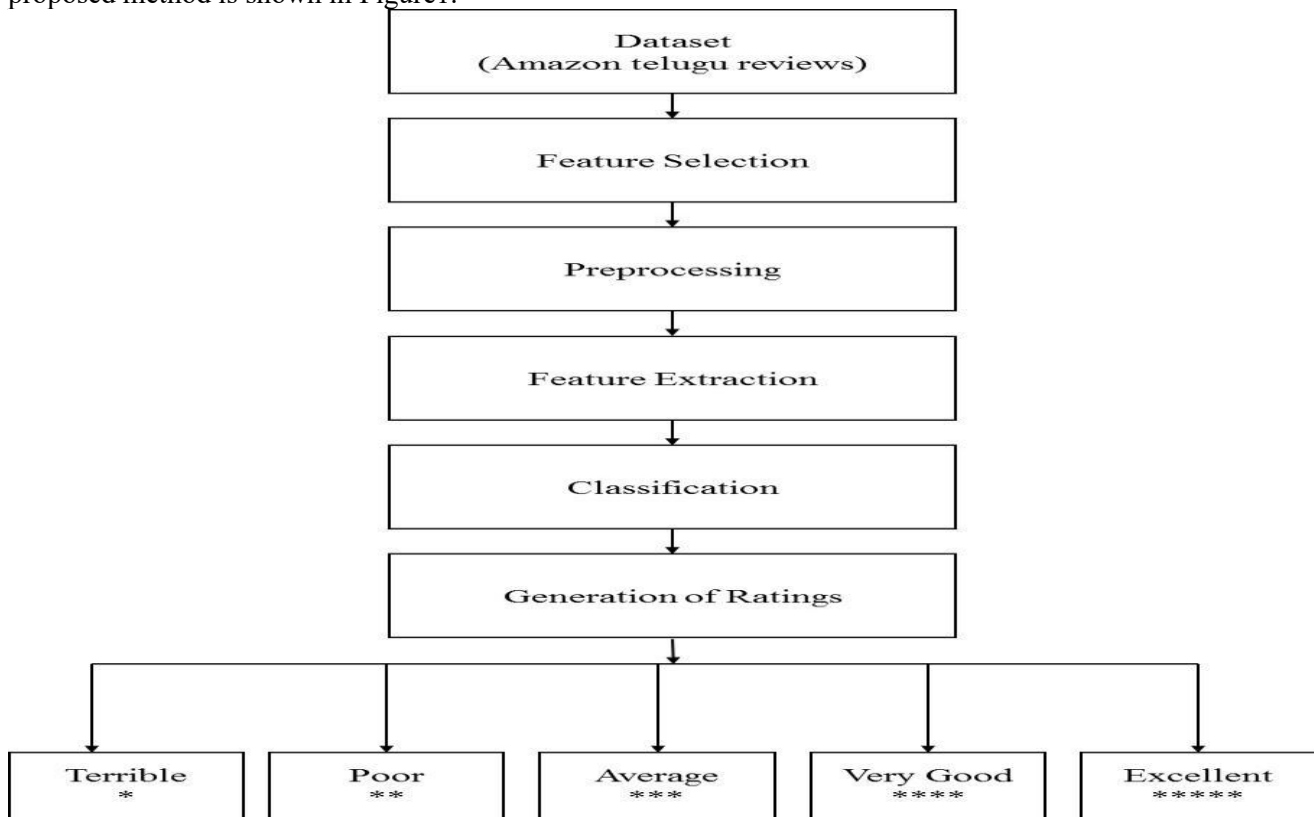 proposed method is shown in Figure1.
Dataset
(Amazon telugu reviews)
Feature Selection
Preprocessing
Feature Extraction
Classification
Generation of Ratings
Terrible
*
Poor
**
Average
***
Very Good
****
Excellent
*****